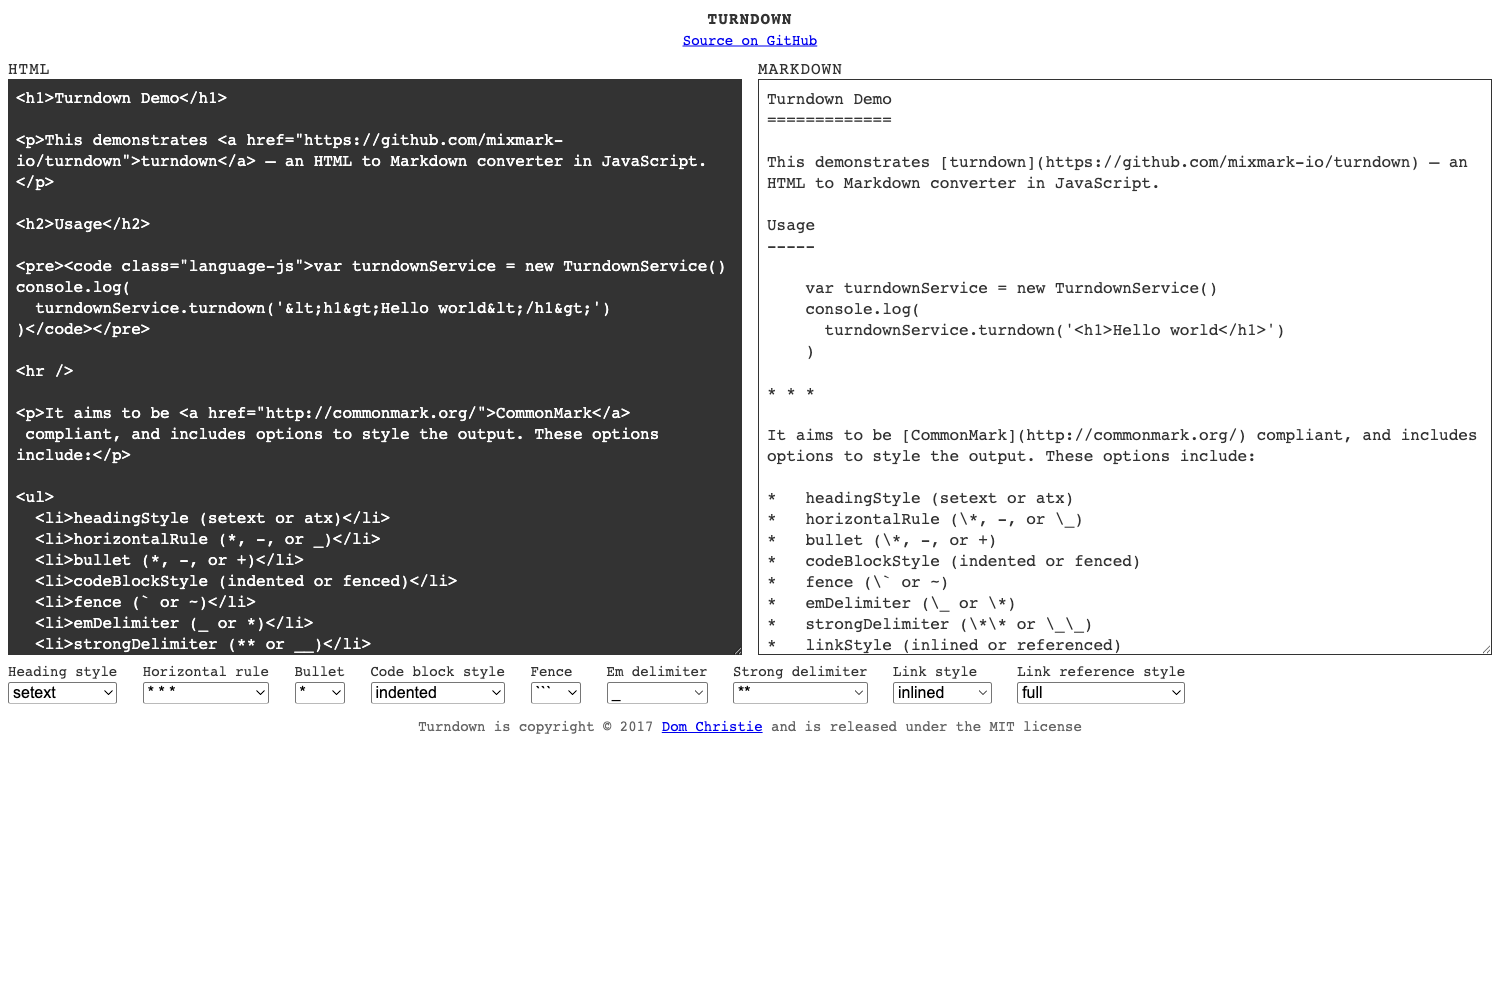 TURNDOWN
Source on GitHub
HTML
<h1>Turndown Demo</h1>

<p>This demonstrates <a href="https://github.com/mixmark-
io/turndown">turndown</a> – an HTML to Markdown converter in JavaScript.
</p>

<h2>Usage</h2>

<pre><code class="language-js">var turndownService = new TurndownService()
console.log(
  turndownService.turndown('&lt;h1&gt;Hello world&lt;/h1&gt;')
)</code></pre>

<hr />

<p>It aims to be <a href="http://commonmark.org/">CommonMark</a>
 compliant, and includes options to style the output. These options
include:</p>

<ul>
  <li>headingStyle (setext or atx)</li>
  <li>horizontalRule (*, -, or _)</li>
  <li>bullet (*, -, or +)</li>
  <li>codeBlockStyle (indented or fenced)</li>
  <li>fence (` or ~)</li>
  <li>emDelimiter (_ or *)</li>
  <li>strongDelimiter (** or __)</li>
MARKDOWN
Turndown Demo
=============

This demonstrates [turndown](https://github.com/mixmark-io/turndown) – an
HTML to Markdown converter in JavaScript.

Usage
-----

    var turndownService = new TurndownService()
    console.log(
      turndownService.turndown('<h1>Hello world</h1>')
    )

* * *

It aims to be [CommonMark](http://commonmark.org/) compliant, and includes
options to style the output. These options include:

*   headingStyle (setext or atx)
*   horizontalRule (\*, -, or \_)
*   bullet (\*, -, or +)
*   codeBlockStyle (indented or fenced)
*   fence (\` or ~)
*   emDelimiter (\_ or \*)
*   strongDelimiter (\*\* or \_\_)
*   linkStyle (inlined or referenced)
Heading style
setext
Horizontal rule
* * *
Bullet
*
Code block style
indented
Fence
```
Em delimiter
_
Strong delimiter
**
Link style
inlined
Link reference style
full
Turndown is copyright © 2017 Dom Christie and is released under the MIT license